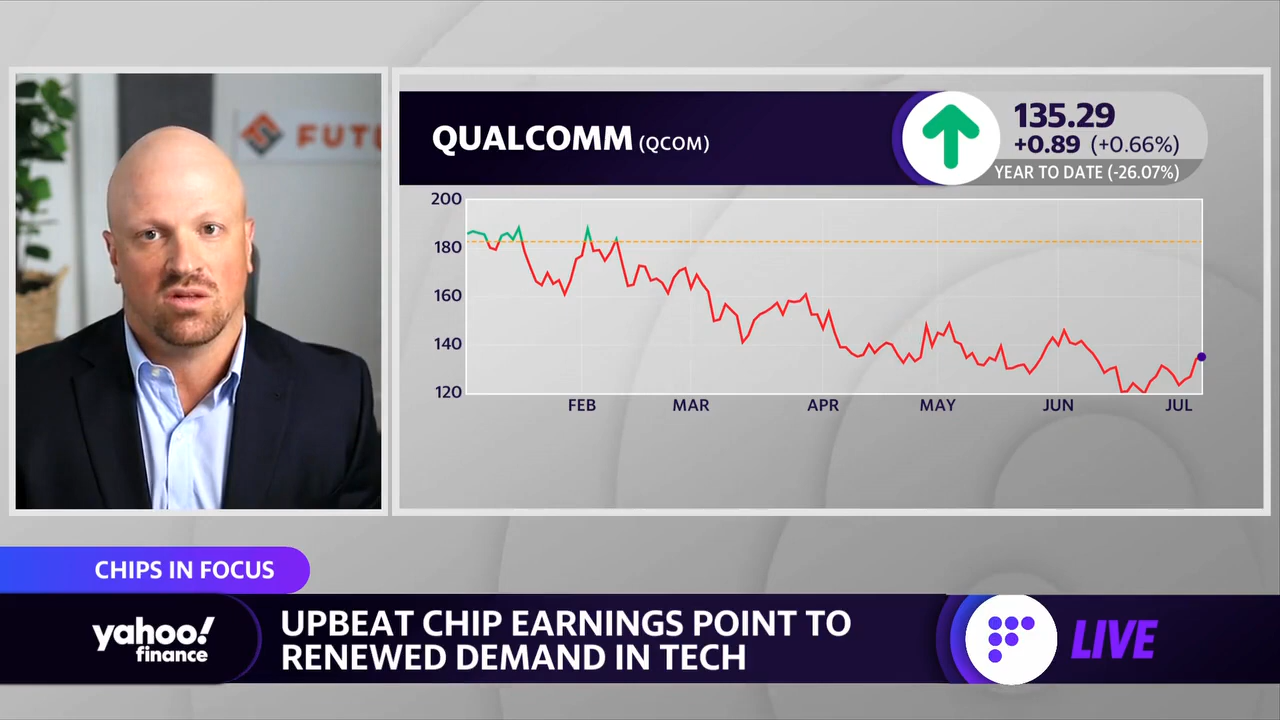 FUTU
QUALCOMM (QCOM)
135.29
+0.89 (+0.66%)
YEAR TO DATE (-26.07%)
200
180
160
140
120
FEB MAR APR MAY JUN JUL
CHIPS IN FOCUS
yahoo!
finance
UPBEAT CHIP EARNINGS POINT TO
RENEWED DEMAND IN TECH
LIVE